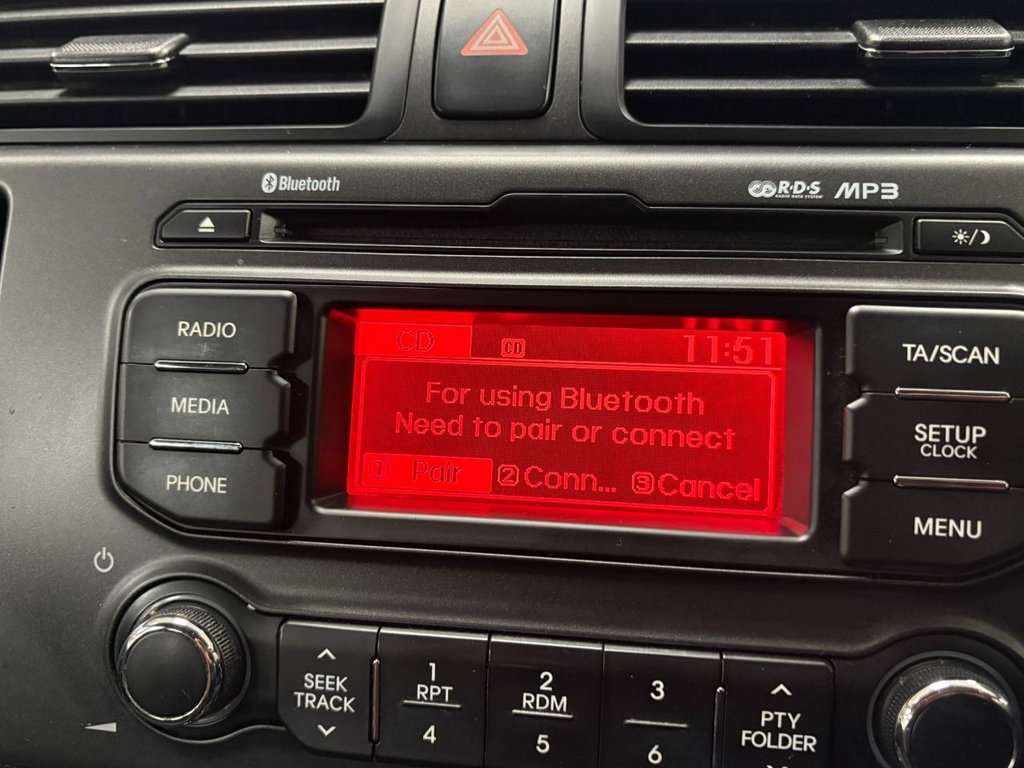 Bluetooth
R·D·S
RADIO DATA SYSTEM
MP3
RADIO
MEDIA
PHONE
CD
CD
11:51
For using Bluetooth
Need to pair or connect
1 Pair
2 Conn...
3 Cancel
TA/SCAN
SETUP
CLOCK
MENU
SEEK
TRACK
1
RPT
4
2
RDM
5
3
6
PTY
FOLDER